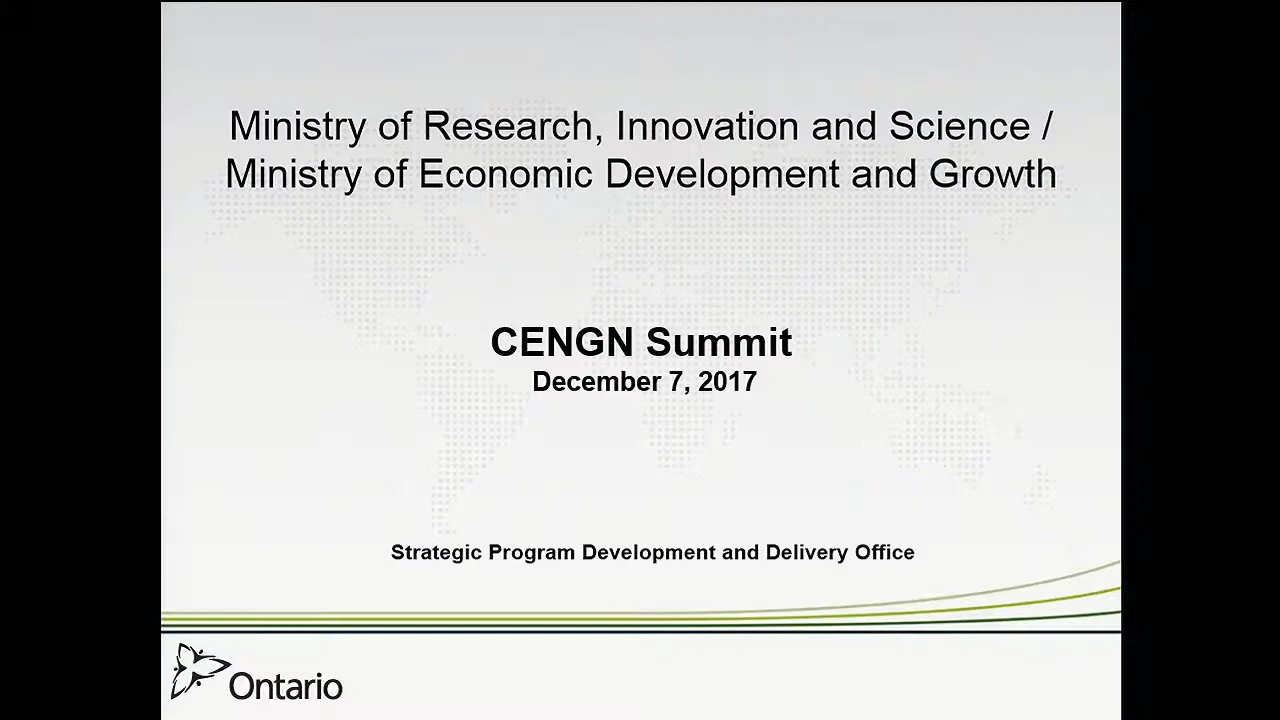 Ministry of Research, Innovation and Science /
Ministry of Economic Development and Growth
CENGN Summit
December 7, 2017
Strategic Program Development and Delivery Office
Ontario